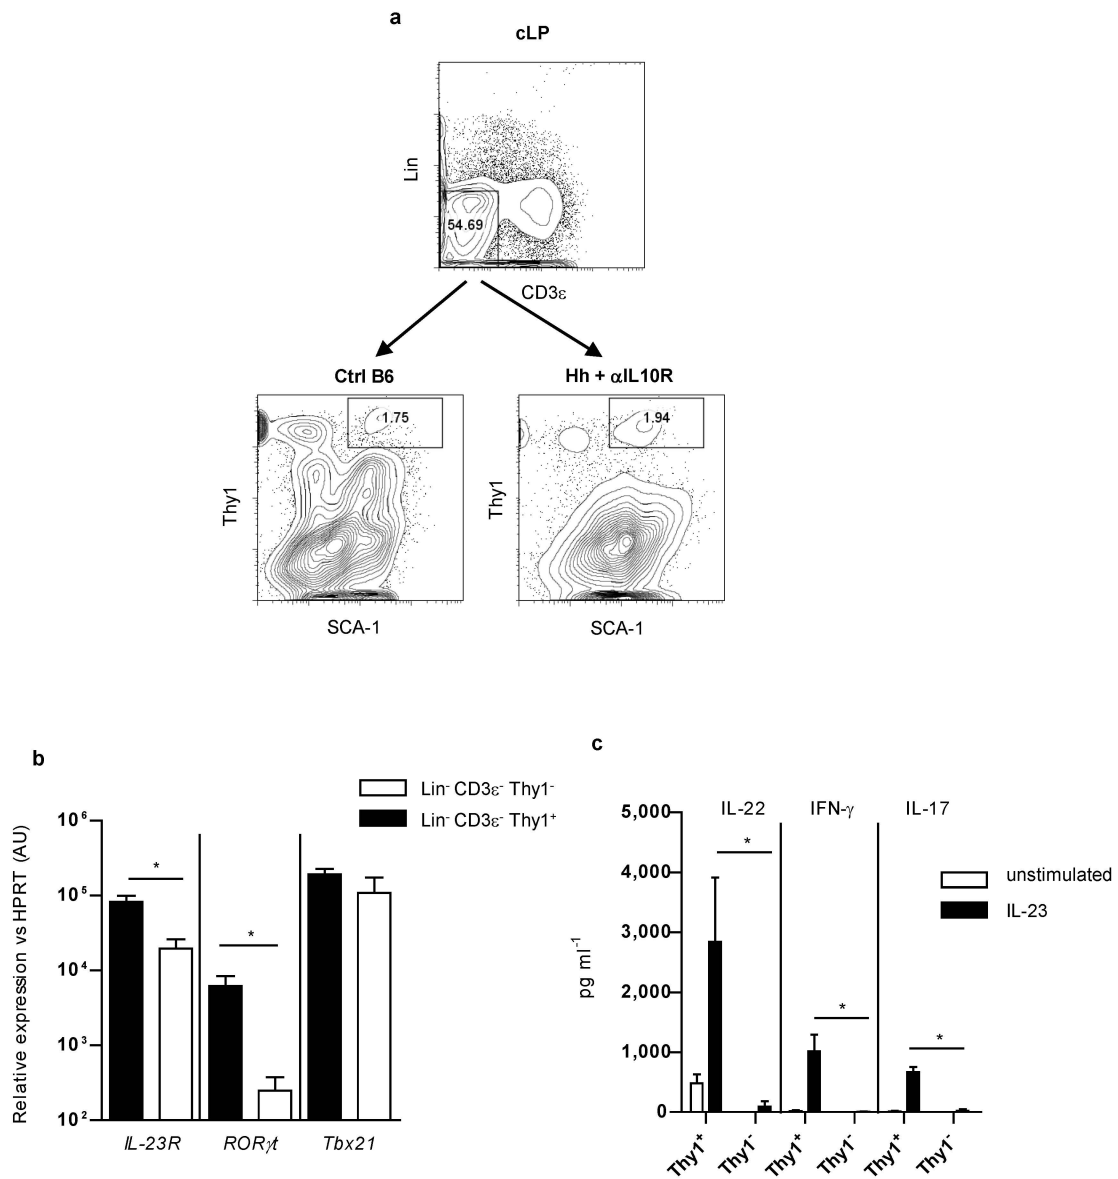 a
cLP
Lin
54.69
CD3ε
Ctrl B6
Hh + αIL10R
1.75
1.94
Thy1
Thy1
SCA-1
SCA-1
b
Lin⁻ CD3ε⁻ Thy1⁻
Lin⁻ CD3ε⁻ Thy1⁺
Relative expression vs HPRT (AU)
10⁶
10⁵
10⁴
10³
10²
*
*
IL-23R
RORγt
Tbx21
c
IL-22
IFN-γ
IL-17
unstimulated
IL-23
pg ml⁻¹
5,000
4,000
3,000
2,000
1,000
0
*
*
*
Thy1⁺
Thy1⁻
Thy1⁺
Thy1⁻
Thy1⁺
Thy1⁻